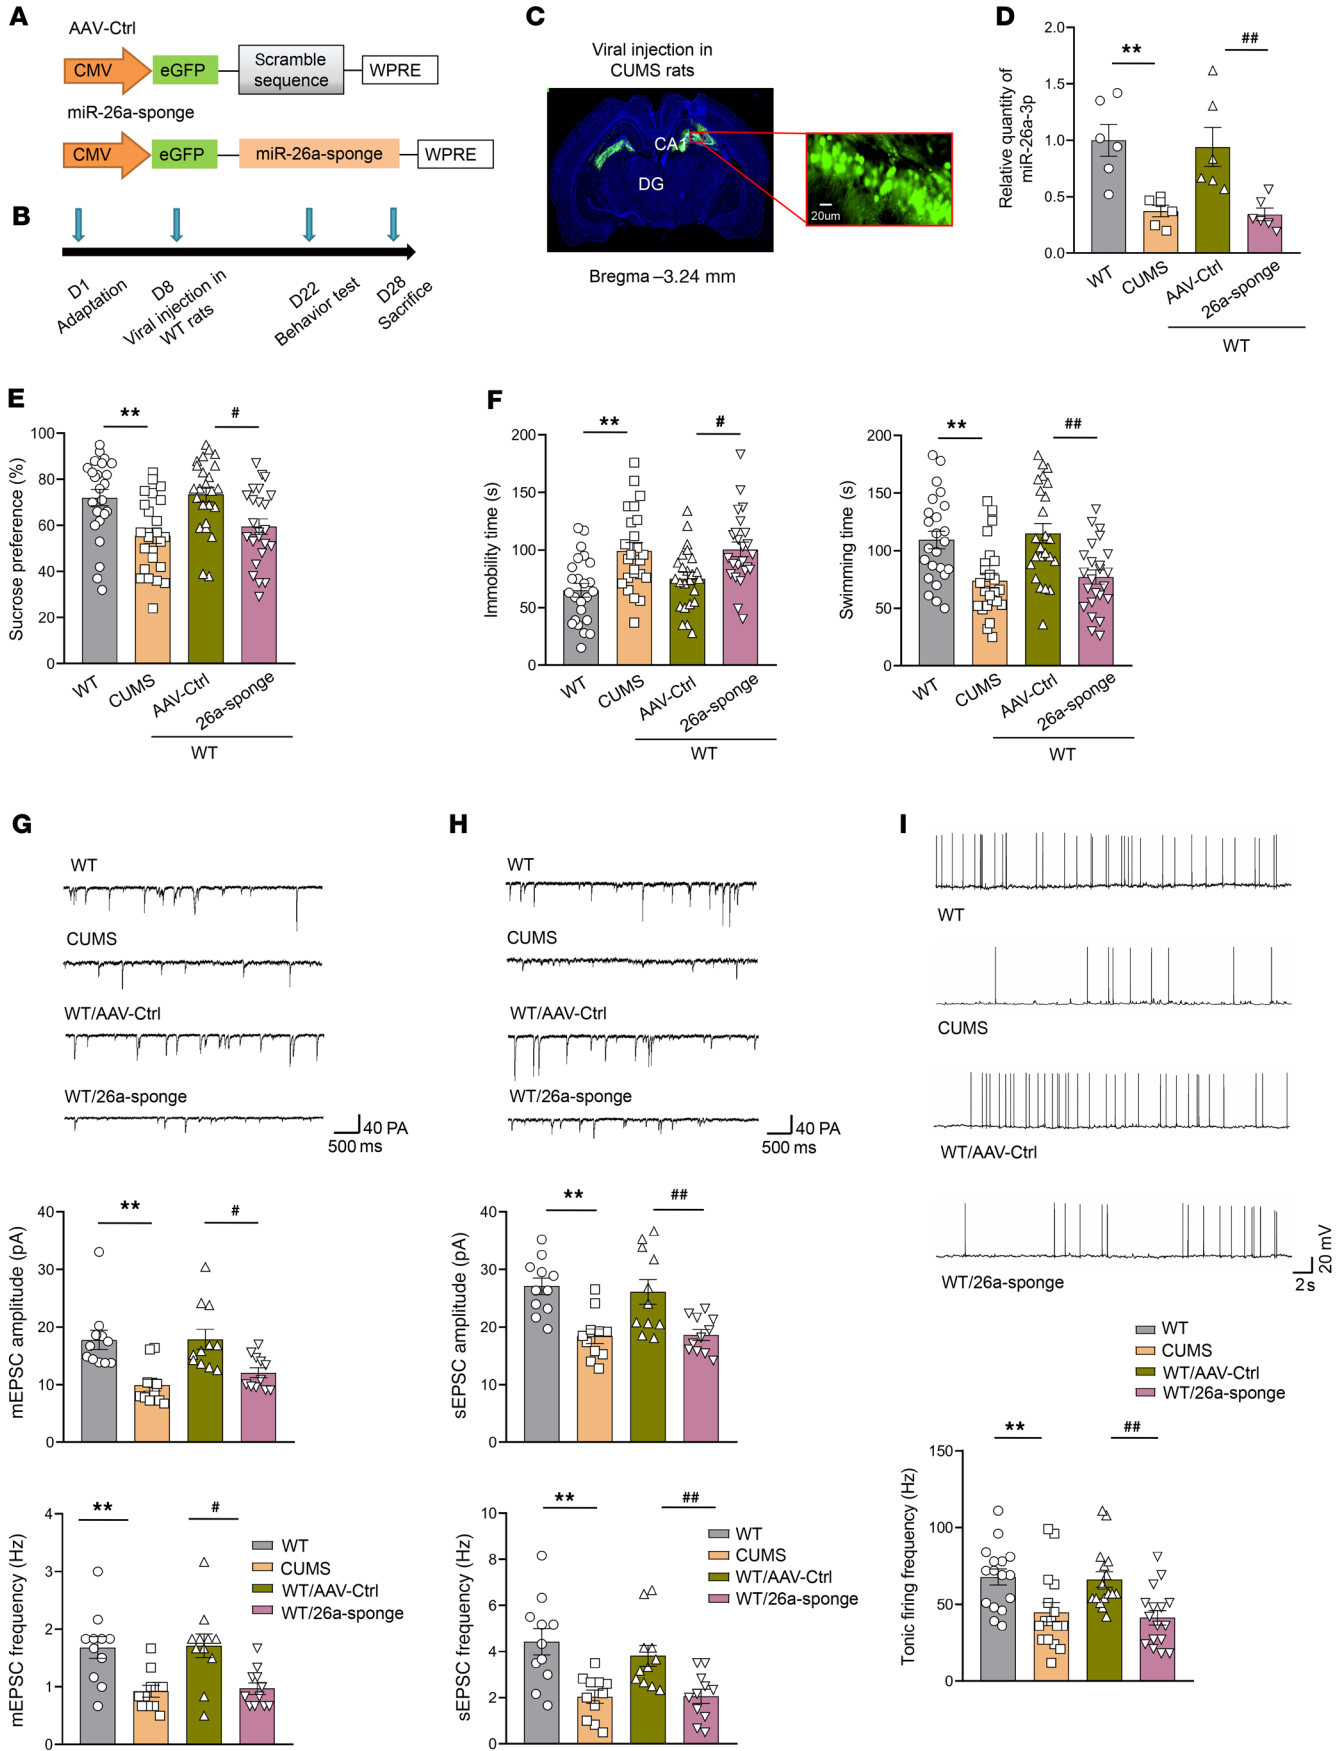 A
AAV-Ctrl
CMV
eGFP
Scramble
sequence
WPRE
miR-26a-sponge
CMV
eGFP
miR-26a-sponge
WPRE
B
D1
Adaptation
D8
Viral injection in
WT rats
D22
Behavior test
D28
Sacrifice
C
Viral injection in
CUMS rats
CA1
DG
20um
Bregma –3.24 mm
D
Relative quantity of
miR-26a-3p
2.0
1.5
1.0
0.5
0.0
**
##
WT
CUMS
AAV-Ctrl
26a-sponge
WT
E
Sucrose preference (%)
100
80
60
40
20
0
**
#
WT
CUMS
AAV-Ctrl
26a-sponge
WT
F
Immobility time (s)
200
150
100
50
0
**
#
WT
CUMS
AAV-Ctrl
26a-sponge
WT
Swimming time (s)
200
150
100
50
0
**
##
WT
CUMS
AAV-Ctrl
26a-sponge
WT
G
WT
CUMS
WT/AAV-Ctrl
WT/26a-sponge
40 PA
500 ms
mEPSC amplitude (pA)
40
30
20
10
0
**
#
mEPSC frequency (Hz)
4
3
2
1
0
**
#
WT
CUMS
WT/AAV-Ctrl
WT/26a-sponge
H
WT
CUMS
WT/AAV-Ctrl
WT/26a-sponge
40 PA
500 ms
sEPSC amplitude (pA)
40
30
20
10
0
**
##
sEPSC frequency (Hz)
10
8
6
4
2
0
**
##
WT
CUMS
WT/AAV-Ctrl
WT/26a-sponge
I
WT
CUMS
WT/AAV-Ctrl
WT/26a-sponge
20 mV
2 s
WT
CUMS
WT/AAV-Ctrl
WT/26a-sponge
Tonic firing frequency (Hz)
150
100
50
0
**
##